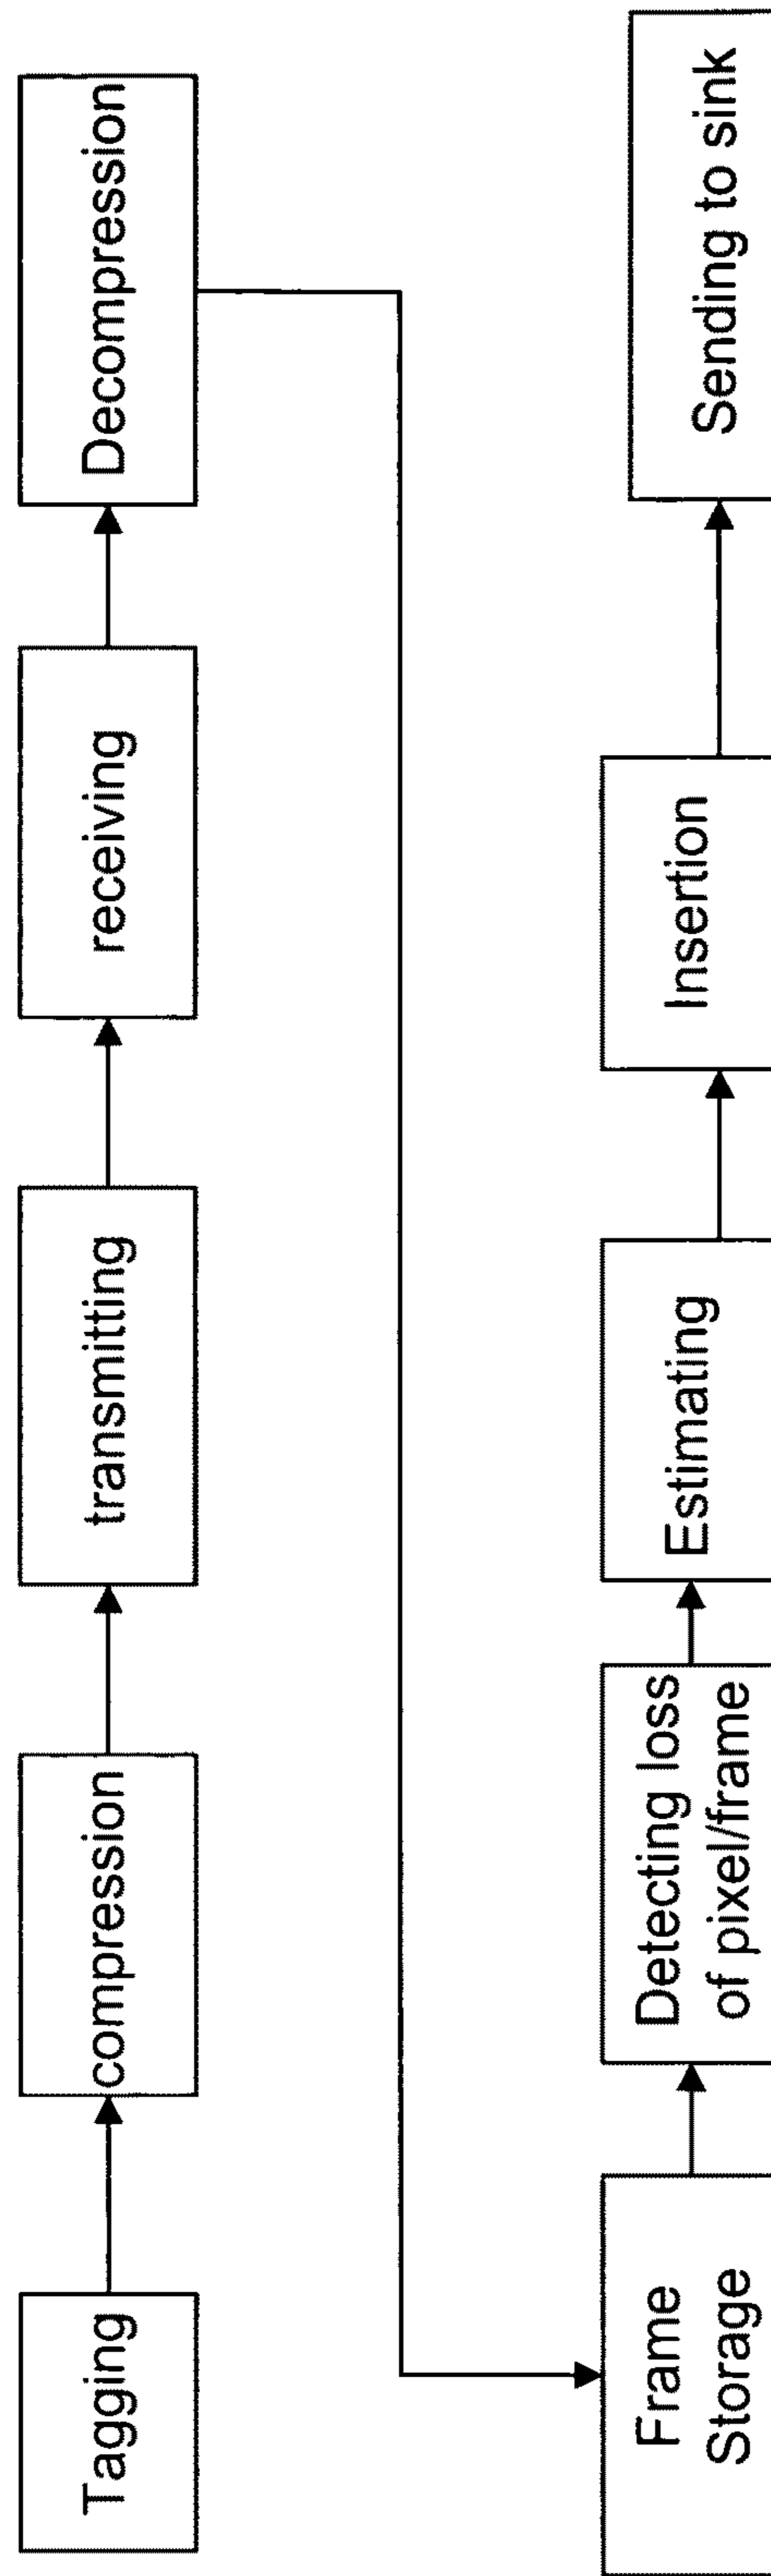 Tagging
compression
transmitting
receiving
Decompression
Frame
Storage
Detecting loss
of pixel/frame
Estimating
Insertion
Sending to sink